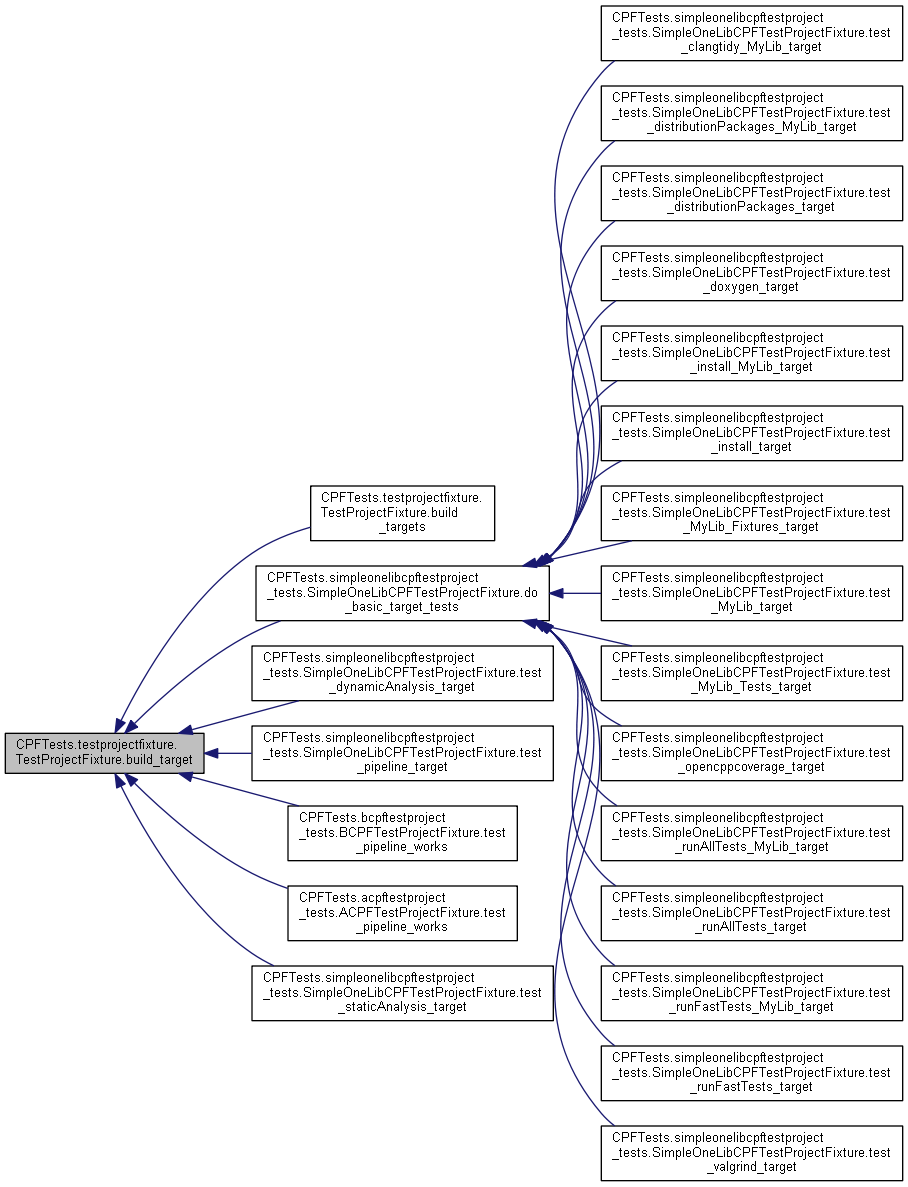 CPFTests.testprojectfixture.
TestProjectFixture.build_target
CPFTests.testprojectfixture.
TestProjectFixture.build
_targets
CPFTests.simpleonelibcpftestproject
_tests.SimpleOneLibCPFTestProjectFixture.do
_basic_target_tests
CPFTests.simpleonelibcpftestproject
_tests.SimpleOneLibCPFTestProjectFixture.test
_dynamicAnalysis_target
CPFTests.simpleonelibcpftestproject
_tests.SimpleOneLibCPFTestProjectFixture.test
_pipeline_target
CPFTests.bcpftestproject
_tests.BCPFTestProjectFixture.test
_pipeline_works
CPFTests.acpftestproject
_tests.ACPFTestProjectFixture.test
_pipeline_works
CPFTests.simpleonelibcpftestproject
_tests.SimpleOneLibCPFTestProjectFixture.test
_staticAnalysis_target
CPFTests.simpleonelibcpftestproject
_tests.SimpleOneLibCPFTestProjectFixture.test
_clangtidy_MyLib_target
CPFTests.simpleonelibcpftestproject
_tests.SimpleOneLibCPFTestProjectFixture.test
_distributionPackages_MyLib_target
CPFTests.simpleonelibcpftestproject
_tests.SimpleOneLibCPFTestProjectFixture.test
_distributionPackages_target
CPFTests.simpleonelibcpftestproject
_tests.SimpleOneLibCPFTestProjectFixture.test
_doxygen_target
CPFTests.simpleonelibcpftestproject
_tests.SimpleOneLibCPFTestProjectFixture.test
_install_MyLib_target
CPFTests.simpleonelibcpftestproject
_tests.SimpleOneLibCPFTestProjectFixture.test
_install_target
CPFTests.simpleonelibcpftestproject
_tests.SimpleOneLibCPFTestProjectFixture.test
_MyLib_Fixtures_target
CPFTests.simpleonelibcpftestproject
_tests.SimpleOneLibCPFTestProjectFixture.test
_MyLib_target
CPFTests.simpleonelibcpftestproject
_tests.SimpleOneLibCPFTestProjectFixture.test
_MyLib_Tests_target
CPFTests.simpleonelibcpftestproject
_tests.SimpleOneLibCPFTestProjectFixture.test
_opencppcoverage_target
CPFTests.simpleonelibcpftestproject
_tests.SimpleOneLibCPFTestProjectFixture.test
_runAllTests_MyLib_target
CPFTests.simpleonelibcpftestproject
_tests.SimpleOneLibCPFTestProjectFixture.test
_runAllTests_target
CPFTests.simpleonelibcpftestproject
_tests.SimpleOneLibCPFTestProjectFixture.test
_runFastTests_MyLib_target
CPFTests.simpleonelibcpftestproject
_tests.SimpleOneLibCPFTestProjectFixture.test
_runFastTests_target
CPFTests.simpleonelibcpftestproject
_tests.SimpleOneLibCPFTestProjectFixture.test
_valgrind_target